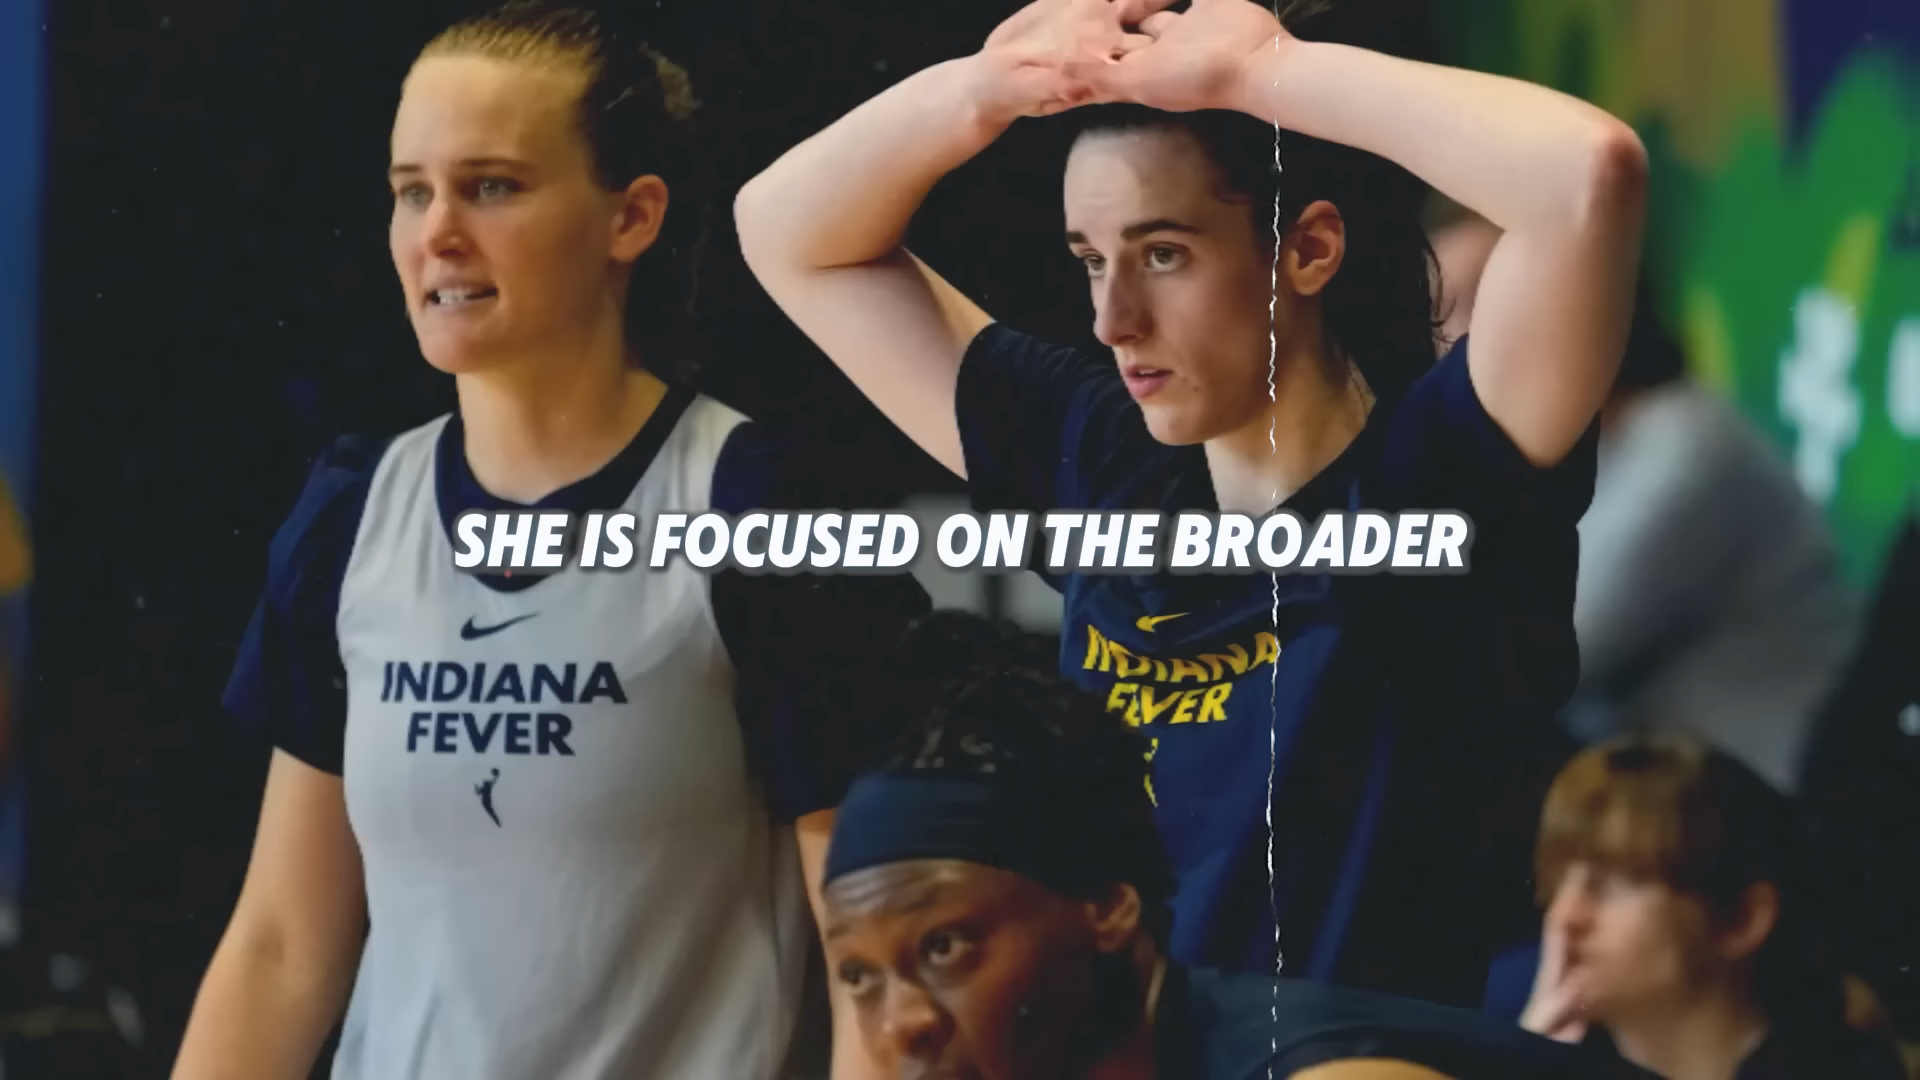 SHE IS FOCUSED ON THE BROADER
INDIANA
FEVER
INDIANA
FEVER